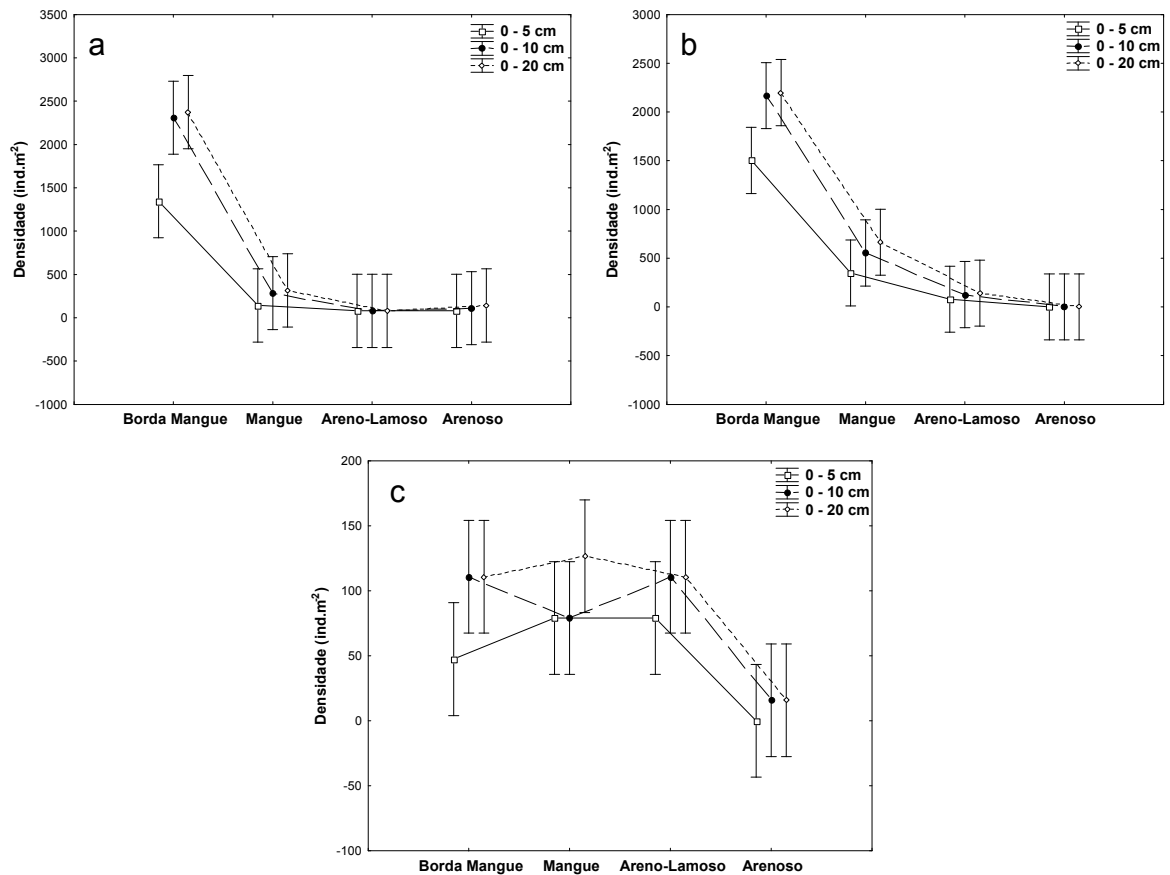 a
0 - 5 cm
0 - 10 cm
0 - 20 cm
Densidade (ind.m-2)
3500
3000
2500
2000
1500
1000
500
0
-500
-1000
Borda Mangue Mangue Areno-Lamoso Arenoso
b
0 - 5 cm
0 - 10 cm
0 - 20 cm
Densidade (ind.m-2)
3000
2500
2000
1500
1000
500
0
-500
-1000
Borda Mangue Mangue Areno-Lamoso Arenoso
c
0 - 5 cm
0 - 10 cm
0 - 20 cm
Densidade (ind.m-2)
200
150
100
50
0
-50
-100
Borda Mangue Mangue Areno-Lamoso Arenoso